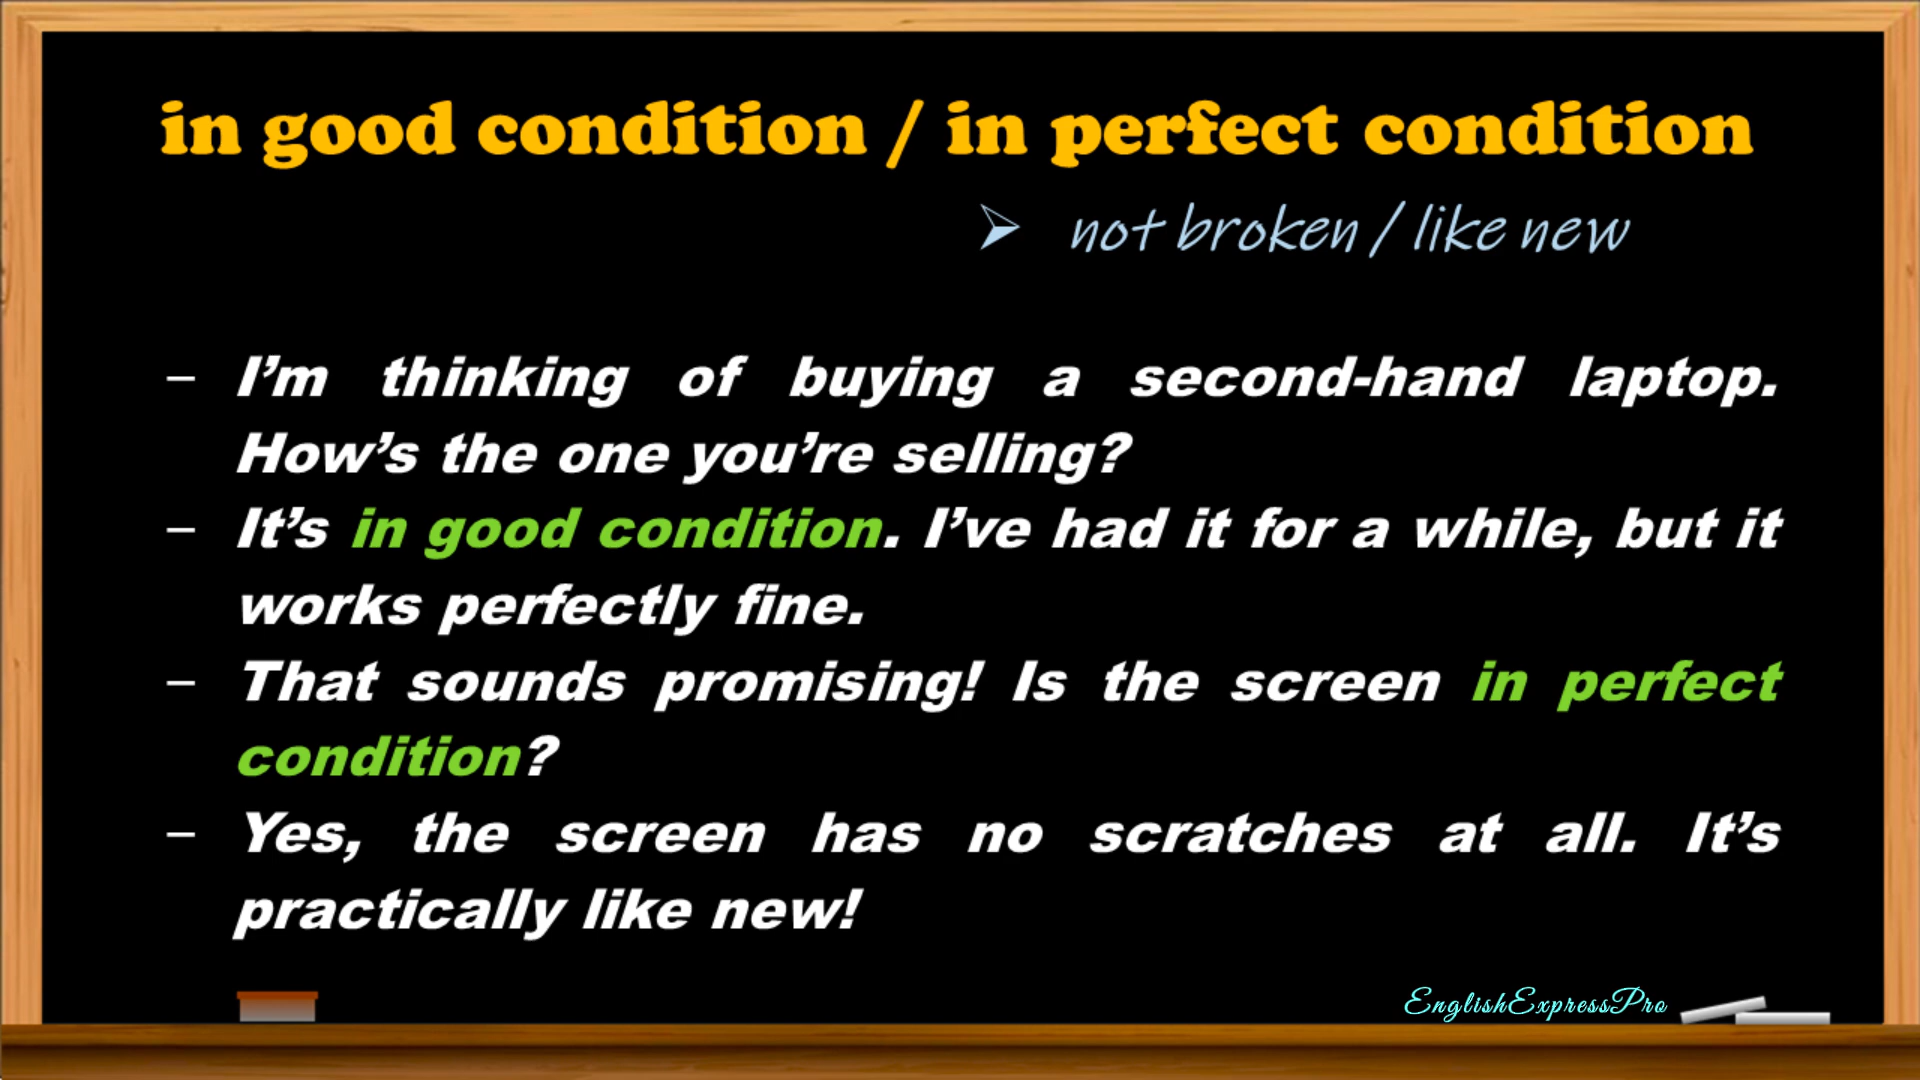 in good condition / in perfect condition
➢ not broken / like new
– I’m thinking of buying a second-hand laptop.
How’s the one you’re selling?
– It’s in good condition. I’ve had it for a while, but it
works perfectly fine.
– That sounds promising! Is the screen in perfect
condition?
– Yes, the screen has no scratches at all. It’s
practically like new!
EnglishExpressPro